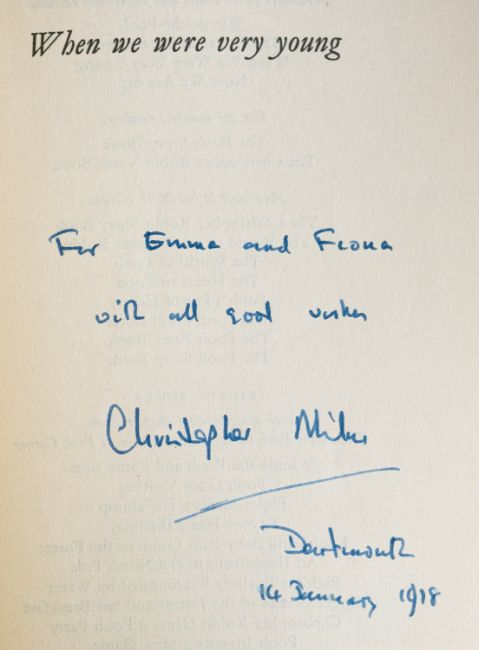 When we were very young
For Emma and Fiona
with all good wishes
Christopher Milne
Dartmouth
14 January 1978